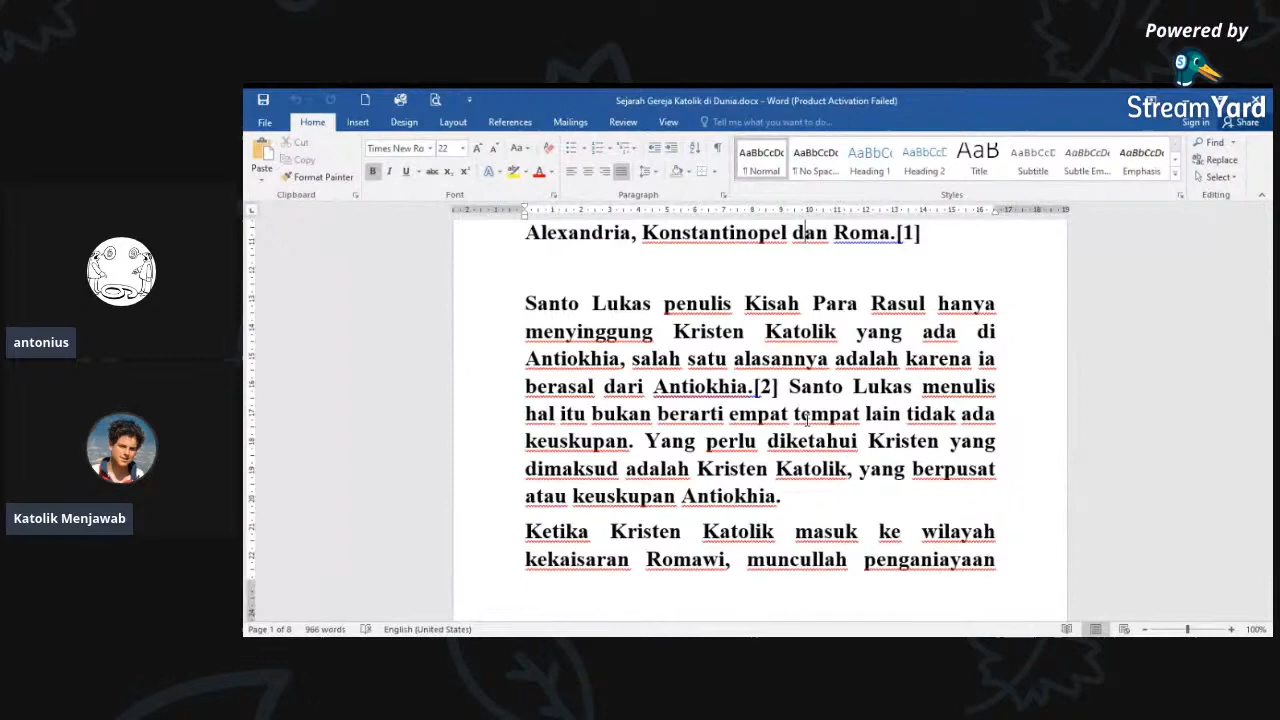 Powered by
StreamYard
Sejarah Gereja Katolik di Dunia.docx - Word (Product Activation Failed)
File Home Insert Design Layout References Mailings Review View Tell me what you want to do... Sign in Share
Paste
Cut
Copy
Format Painter
Clipboard
Times New Ro 22
Font
Paragraph
AaBbCcDc AaBbCcDc AaBbCc AaBbCcD AaB AaBbCcD AaBbCcDc AaBbCcDc
¶ Normal ¶ No Spac... Heading 1 Heading 2 Title Subtitle Subtle Em... Emphasis
Styles
Find
Replace
Select
Editing
Alexandria, Konstantinopel dan Roma.[1]
Santo Lukas penulis Kisah Para Rasul hanya
menyinggung Kristen Katolik yang ada di
Antiokhia, salah satu alasannya adalah karena ia
berasal dari Antiokhia.[2] Santo Lukas menulis
hal itu bukan berarti empat tempat lain tidak ada
keuskupan. Yang perlu diketahui Kristen yang
dimaksud adalah Kristen Katolik, yang berpusat
atau keuskupan Antiokhia.
Ketika Kristen Katolik masuk ke wilayah
kekaisaran Romawi, muncullah penganiayaan
Page 1 of 8 966 words English (United States) 100%
antonius
Katolik Menjawab